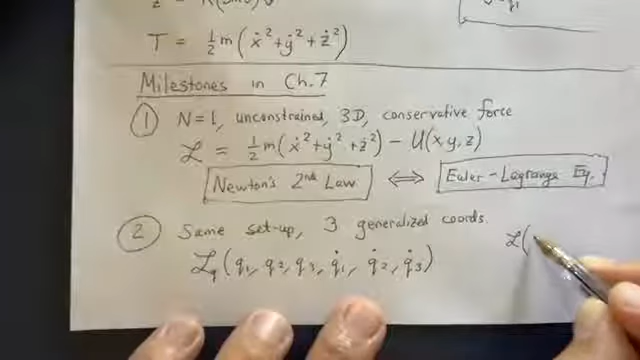 T = ½ m (ẋ² + ẏ² + ż²)
Milestones in Ch.7
① N=1, unconstrained, 3D, conservative force
ℒ = ½ m(ẋ² + ẏ² + ż²) - U(x,y,z)
Newton's 2nd Law ⟺ Euler-Lagrange Eq.
② Same set-up, 3 generalized coords.
ℒq (q₁, q₂, q₃, q̇₁, q̇₂, q̇₃) ℒ(